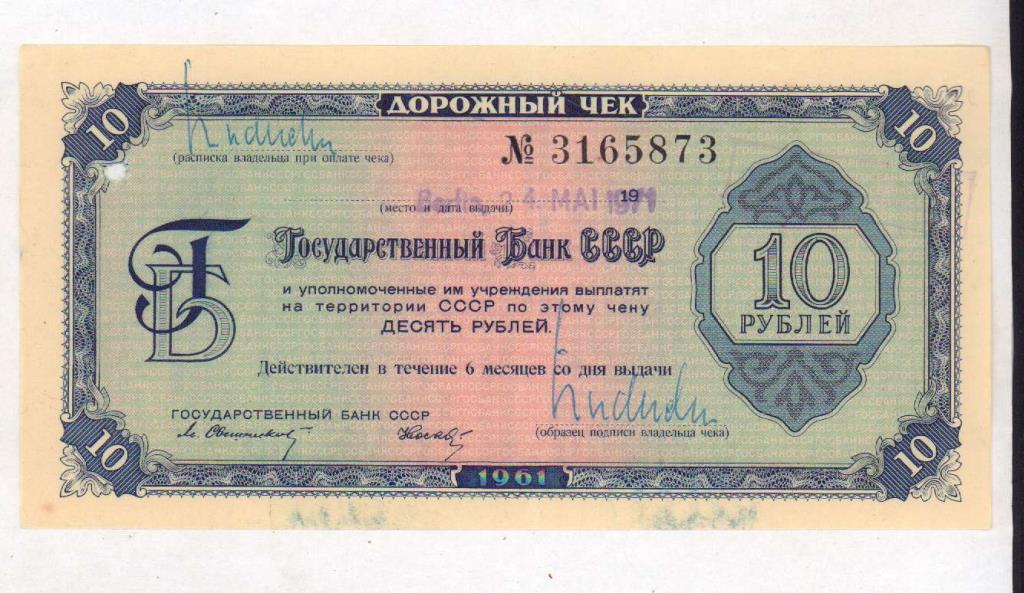 ДОРОЖНЫЙ ЧЕК
10
10
(расписка владельца при оплате чека)
№ 3165873
Berlin 24 MAI 1971
19
(место и дата выдачи)
ГБ
Государственный Банк СССР
и уполномоченные им учреждения выплатят
на территории СССР по этому чеку
ДЕСЯТЬ РУБЛЕЙ.
10
РУБЛЕЙ
Действителен в течение 6 месяцев со дня выдачи
ГОСУДАРСТВЕННЫЙ БАНК СССР
(образец подписи владельца чека)
10
1961
10